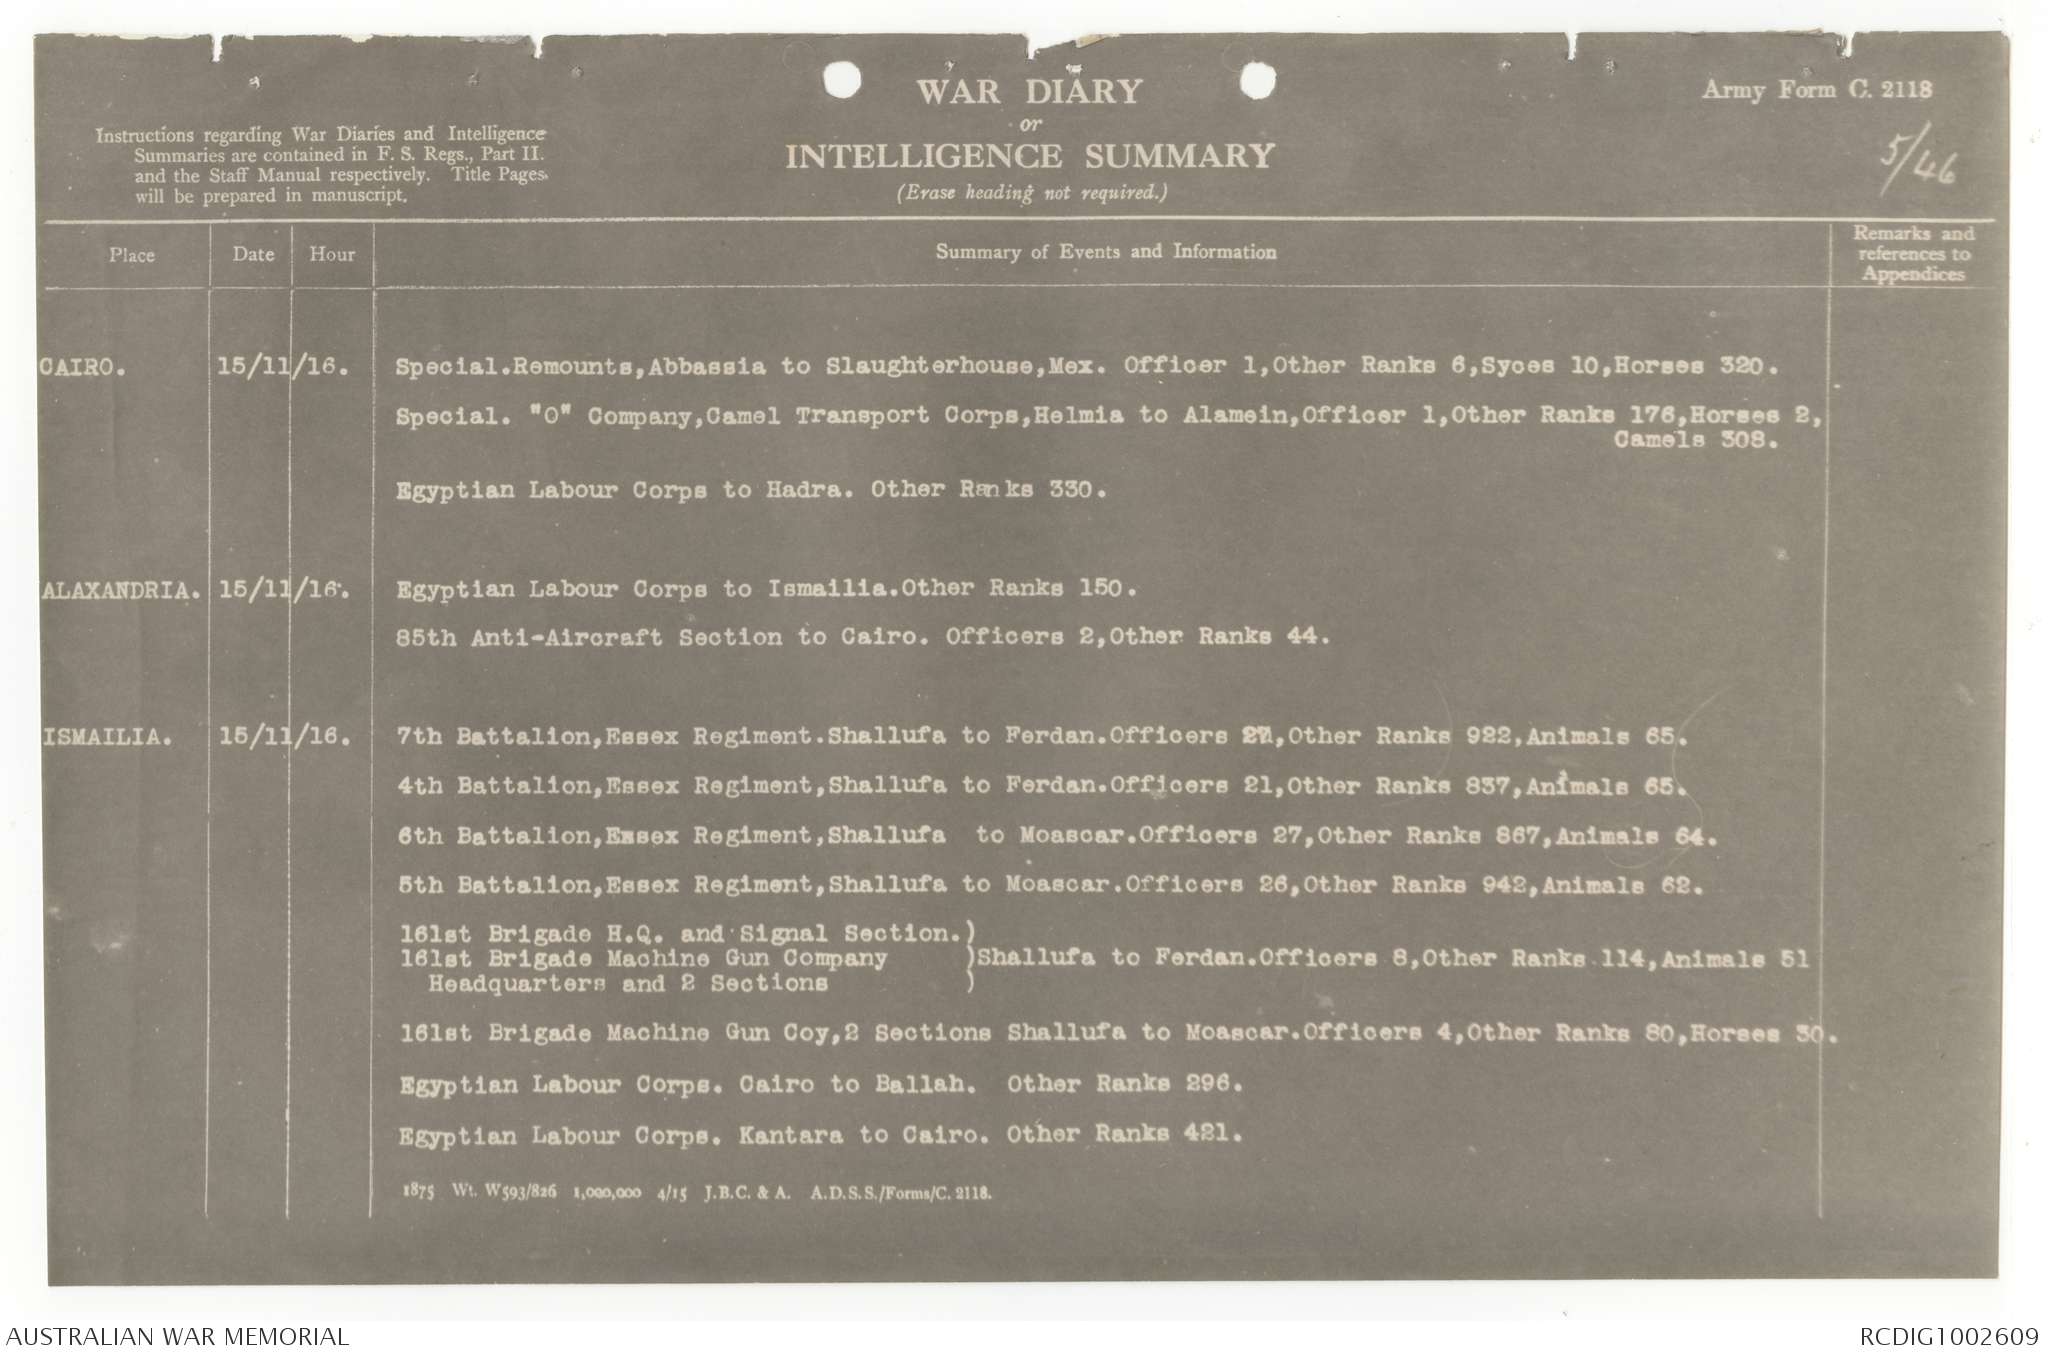 WAR DIARY
or
INTELLIGENCE SUMMARY
(Erase heading not required.)
Army Form C. 2118
5/46
Instructions regarding War Diaries and Intelligence
Summaries are contained in F. S. Regs., Part II.
and the Staff Manual respectively. Title Pages
will be prepared in manuscript.
Place Date Hour Summary of Events and Information Remarks and references to Appendices
CAIRO. 15/11/16. Special.Remounts,Abbassia to Slaughterhouse,Mex. Officer 1,Other Ranks 6,Syces 10,Horses 320.
Special. "O" Company,Camel Transport Corps,Helmia to Alamein,Officer 1,Other Ranks 176,Horses 2,
Camels 308.
Egyptian Labour Corps to Hadra. Other Ranks 330.
ALAXANDRIA. 15/11/16. Egyptian Labour Corps to Ismailia.Other Ranks 150.
85th Anti-Aircraft Section to Cairo. Officers 2,Other Ranks 44.
ISMAILIA. 15/11/16. 7th Battalion,Essex Regiment.Shallufa to Ferdan.Officers ,Other Ranks 922,Animals 65.
4th Battalion,Essex Regiment,Shallufa to Ferdan.Officers 21,Other Ranks 837,Animals 65.
6th Battalion,Essex Regiment,Shallufa to Moascar.Officers 27,Other Ranks 867,Animals 64.
5th Battalion,Essex Regiment,Shallufa to Moascar.Officers 26,Other Ranks 942,Animals 62.
161st Brigade H.Q. and Signal Section.)
161st Brigade Machine Gun Company )Shallufa to Ferdan.Officers 8,Other Ranks 114,Animals 51
Headquarters and 2 Sections )
161st Brigade Machine Gun Coy,2 Sections Shallufa to Moascar.Officers 4,Other Ranks 80,Horses 30.
Egyptian Labour Corps. Cairo to Ballah. Other Ranks 296.
Egyptian Labour Corps. Kantara to Cairo. Other Ranks 421.
1875 Wt. W593/826 1,000,000 4/15 J.B.C. & A. A.D.S.S./Forms/C. 2118.
AUSTRALIAN WAR MEMORIAL
RCDIG1002609